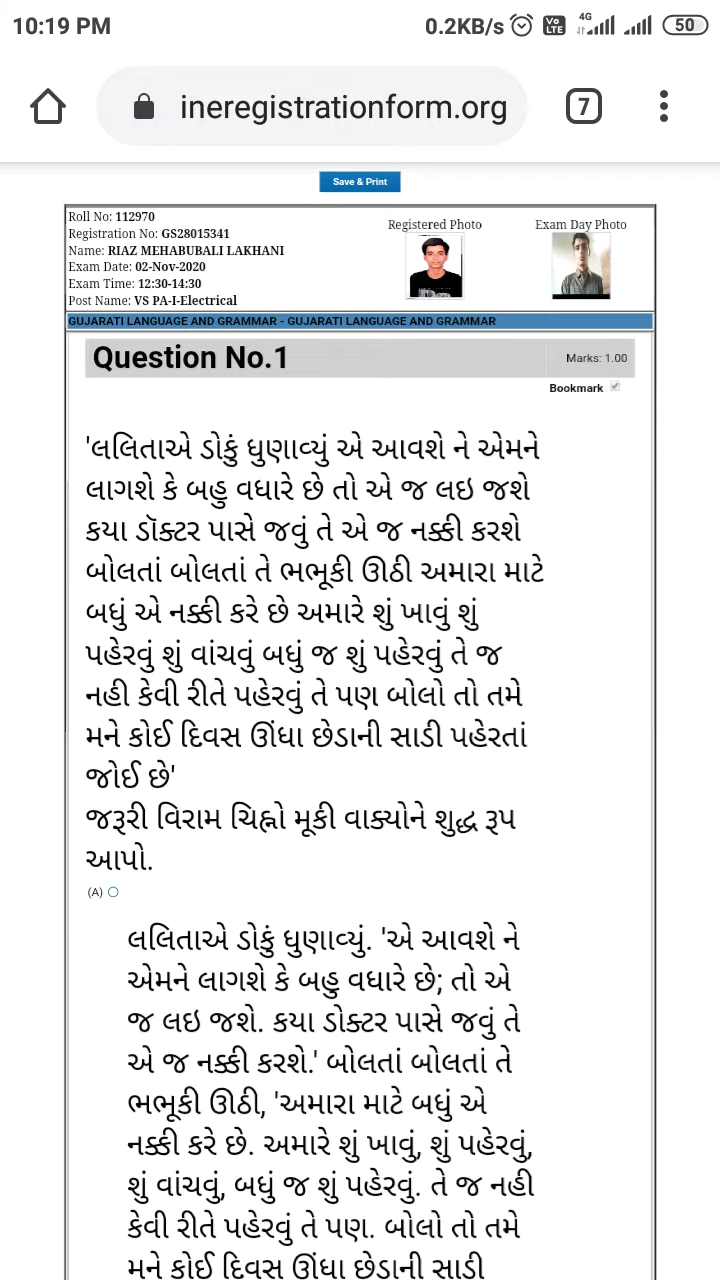 10:19 PM 0.2KB/s Vo LTE 4G 50
ineregistrationform.org 7
Save & Print
Roll No: 112970
Registration No: GS28015341
Name: RIAZ MEHABUBALI LAKHANI
Exam Date: 02-Nov-2020
Exam Time: 12:30-14:30
Post Name: VS PA-I-Electrical
Registered Photo
Exam Day Photo
GUJARATI LANGUAGE AND GRAMMAR - GUJARATI LANGUAGE AND GRAMMAR
Question No.1 Marks: 1.00
Bookmark
'લલિતાએ ડોકું ધુણાવ્યું એ આવશે ને એમને
લાગશે કે બહુ વધારે છે તો એ જ લઇ જશે
કયા ડૉક્ટર પાસે જવું તે એ જ નક્કી કરશે
બોલતાં બોલતાં તે ભભૂકી ઊઠી અમારા માટે
બધું એ નક્કી કરે છે અમારે શું ખાવું શું
પહેરવું શું વાંચવું બધું જ શું પહેરવું તે જ
નહી કેવી રીતે પહેરવું તે પણ બોલો તો તમે
મને કોઈ દિવસ ઊંધા છેડાની સાડી પહેરતાં
જોઈ છે'
જરૂરી વિરામ ચિહ્નો મૂકી વાક્યોને શુદ્ધ રૂપ
આપો.
(A)
લલિતાએ ડોકું ધુણાવ્યું. 'એ આવશે ને
એમને લાગશે કે બહુ વધારે છે; તો એ
જ લઇ જશે. કયા ડોક્ટર પાસે જવું તે
એ જ નક્કી કરશે.' બોલતાં બોલતાં તે
ભભૂકી ઊઠી, 'અમારા માટે બધું એ
નક્કી કરે છે. અમારે શું ખાવું, શું પહેરવું,
શું વાંચવું, બધું જ શું પહેરવું. તે જ નહી
કેવી રીતે પહેરવું તે પણ. બોલો તો તમે
મને કોઈ દિવસ ઊંધા છેડાની સાડી